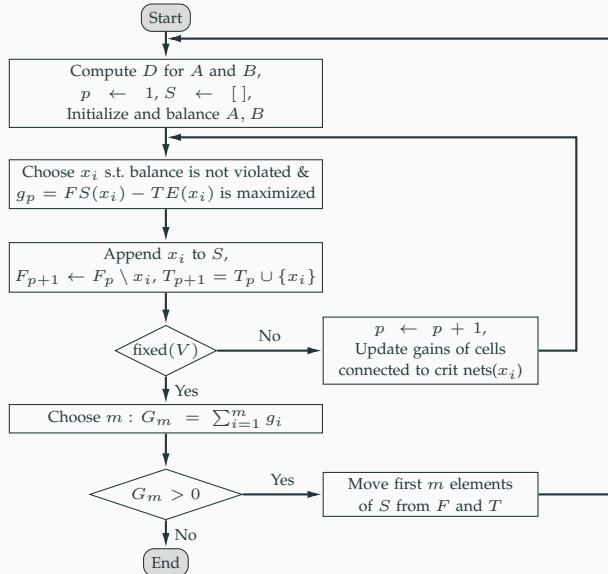 Start
Compute D for A and B,
p ← 1, S ← [ ],
Initialize and balance A, B
Choose x_i s.t. balance is not violated &
g_p = FS(x_i) − TE(x_i) is maximized
Append x_i to S,
F_{p+1} ← F_p \ x_i, T_{p+1} = T_p ∪ {x_i}
fixed(V)
No
p ← p + 1,
Update gains of cells
connected to crit nets(x_i)
Yes
Choose m : G_m = ∑_{i=1}^m g_i
G_m > 0
Yes
Move first m elements
of S from F and T
No
End